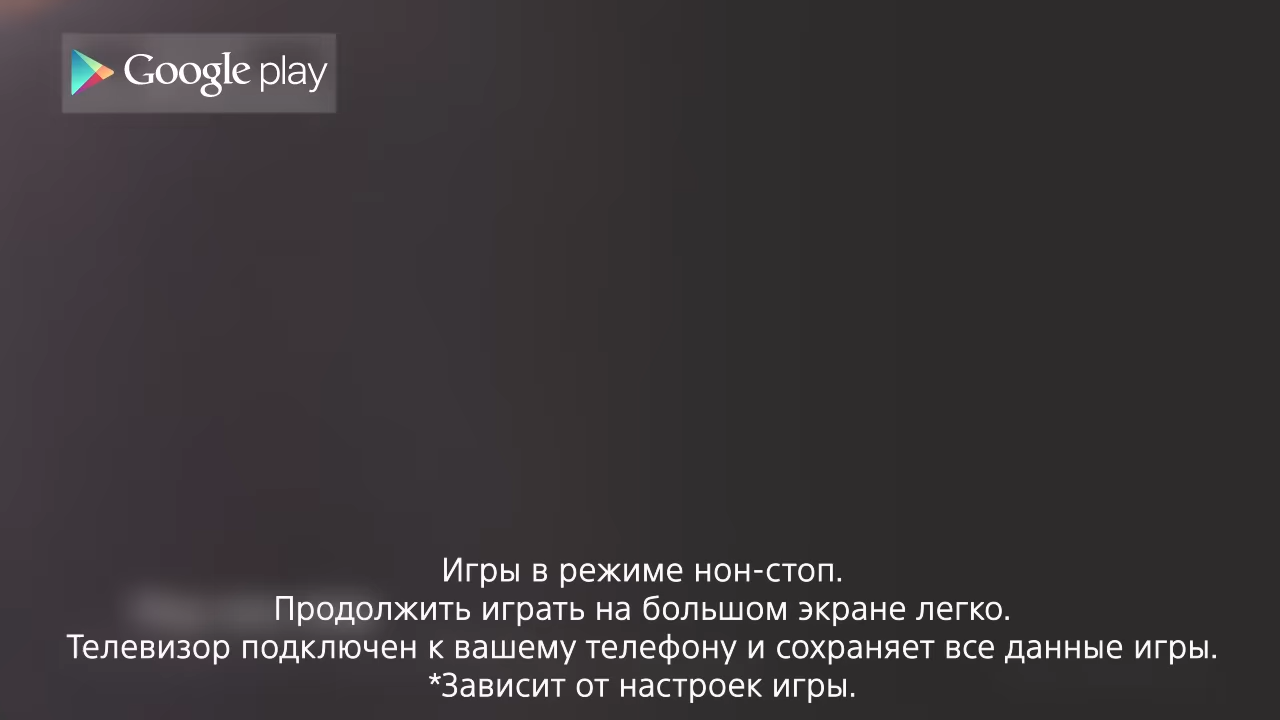 Google play
Игры в режиме нон-стоп.
Продолжить играть на большом экране легко.
Телевизор подключен к вашему телефону и сохраняет все данные игры.
*Зависит от настроек игры.